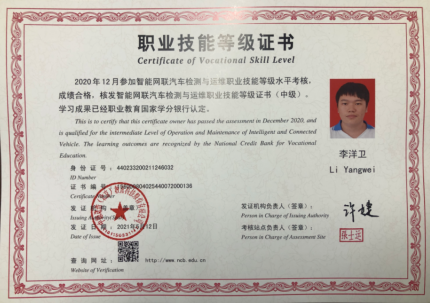 职业技能等级证书
Certificate of Vocational Skill Level
2020年12月参加智能网联汽车检测与运维职业技能等级水平考核,
成绩合格, 核发智能网联汽车检测与运维职业技能等级证书（中级）。
学习成果已经职业教育国家学分银行认定。
This is to certify that this certificate owner has passed the assessment in December 2020, and
is qualified for the intermediate Level of Operation and Maintenance of Intelligent and Connected
Vehicle. The learning outcomes are recognized by the National Credit Bank for Vocational
Education.
李洋卫
Li Yangwei
身份证号: 440233200211246032
ID Number
证书编号 04025440072000136
Certificate
发证机构（签章）
Issuing Authority
发证日期: 2021年 月12日
Date of Issue
发证机构负责人（签章）:
Person in Charge of Issuing Authority
考核站点负责人（签章）:
Person in Charge of Assessment Site
查询网址: http://www.ncb.edu.cn
Website of Verification